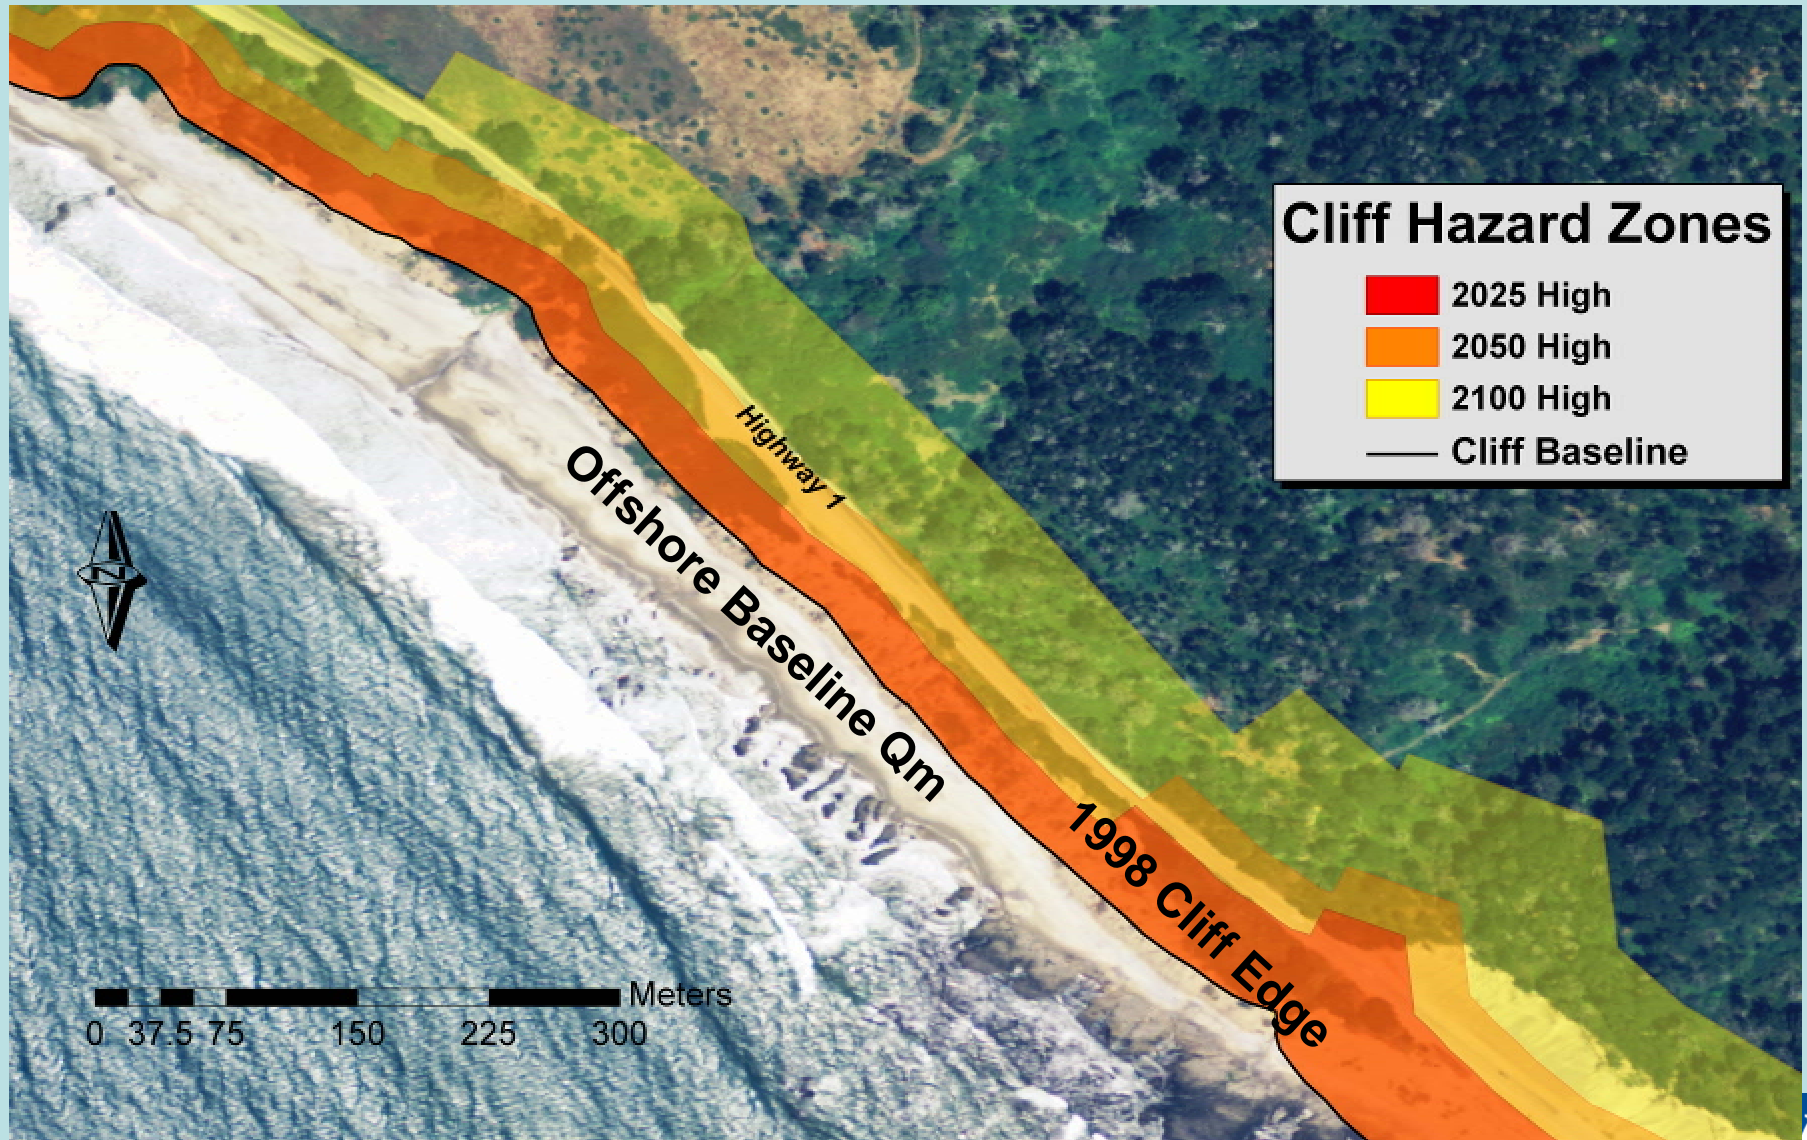 Cliff Hazard Zones
2025 High
2050 High
2100 High
Cliff Baseline
Highway 1
Offshore Baseline Qm
1998 Cliff Edge
N
Meters
0 37.5 75 150 225 300